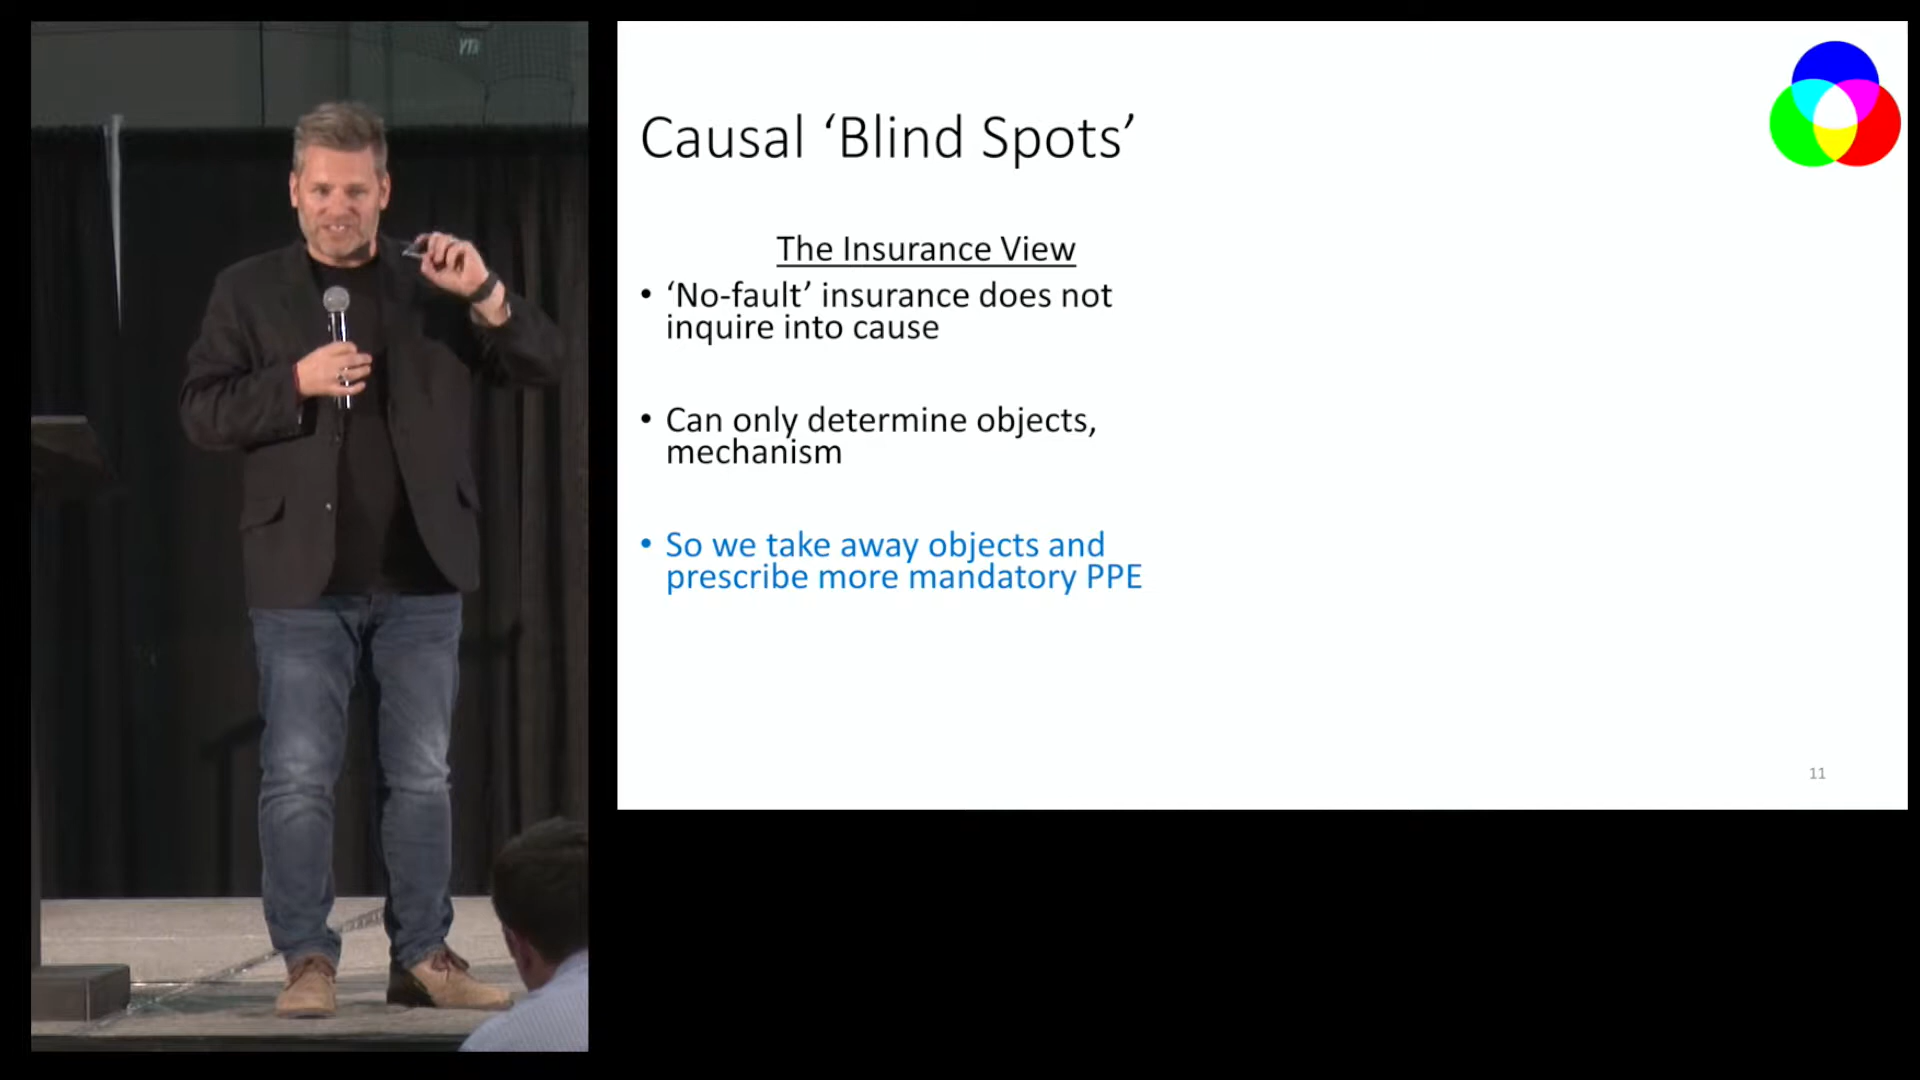 Causal ‘Blind Spots’
The Insurance View
• ‘No-fault’ insurance does not
inquire into cause
• Can only determine objects,
mechanism
• So we take away objects and
prescribe more mandatory PPE
11